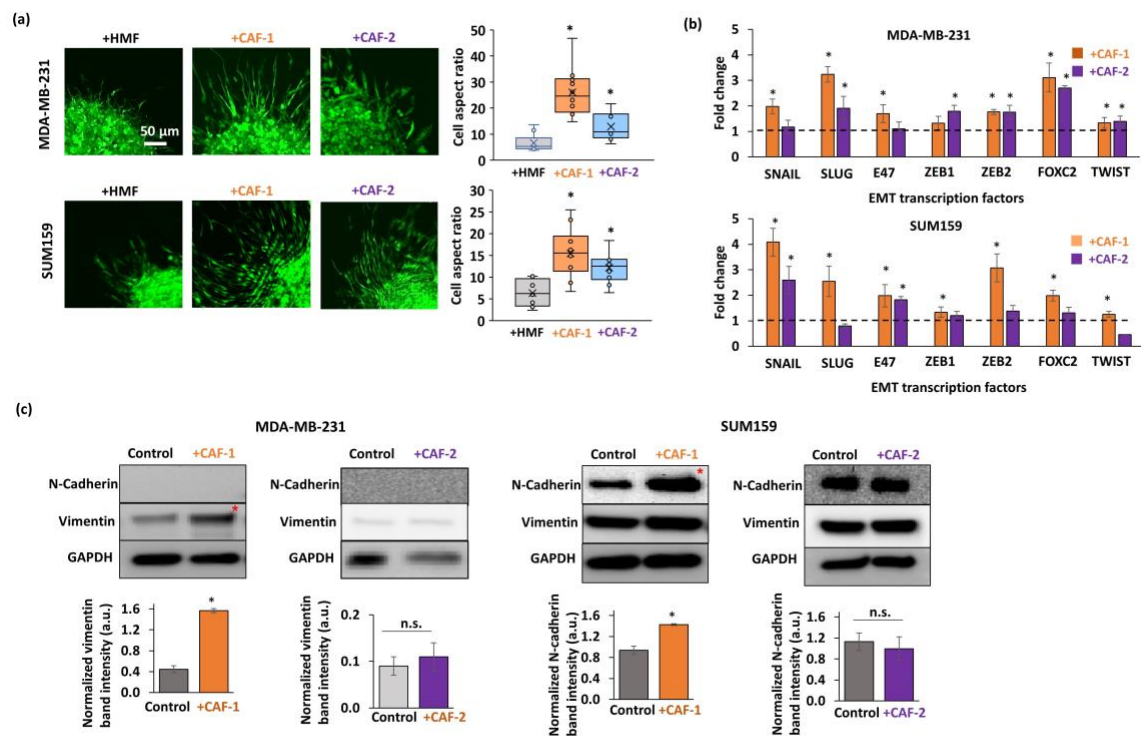 (a)
+HMF +CAF-1 +CAF-2
MDA-MB-231
50 µm
Cell aspect ratio
60
50
40
30
20
10
0
*
*
+HMF +CAF-1 +CAF-2
+HMF +CAF-1 +CAF-2
SUM159
Cell aspect ratio
30
25
20
15
10
5
0
*
*
+HMF +CAF-1 +CAF-2
(b)
MDA-MB-231
+CAF-1
+CAF-2
Fold change
5
4
3
2
1
0
* * * * * * * * * * *
SNAIL SLUG E47 ZEB1 ZEB2 FOXC2 TWIST
EMT transcription factors
SUM159
+CAF-1
+CAF-2
Fold change
5
4
3
2
1
0
* * * * * * * * *
SNAIL SLUG E47 ZEB1 ZEB2 FOXC2 TWIST
EMT transcription factors
(c)
MDA-MB-231
Control +CAF-1
N-Cadherin
Vimentin *
GAPDH
Normalized vimentin
band intensity (a.u.)
1.6
1.2
0.8
0.4
0.0
*
Control +CAF-1
Control +CAF-2
N-Cadherin
Vimentin
GAPDH
Normalized vimentin
band intensity (a.u.)
0.2
0.1
0.0
n.s.
Control +CAF-2
SUM159
Control +CAF-1
N-Cadherin *
Vimentin
GAPDH
Normalized N-cadherin
band intensity (a.u.)
1.6
1.2
0.8
0.4
0.0
*
Control +CAF-1
Control +CAF-2
N-Cadherin
Vimentin
GAPDH
Normalized N-cadherin
band intensity (a.u.)
1.6
1.2
0.8
0.4
0.0
n.s.
Control +CAF-2